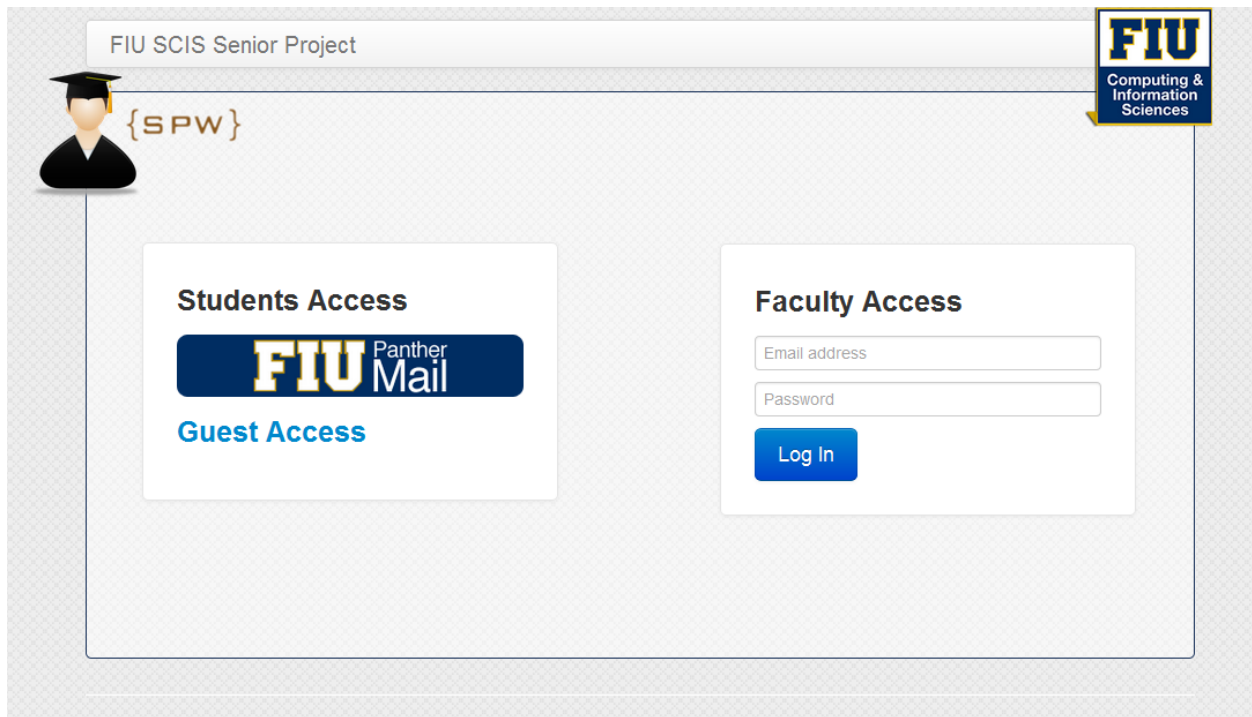 FIU SCIS Senior Project
FIU
Computing &
Information
Sciences
{SPW}
Students Access
FIU Panther
Mail
Guest Access
Faculty Access
Email address
Password
Log In